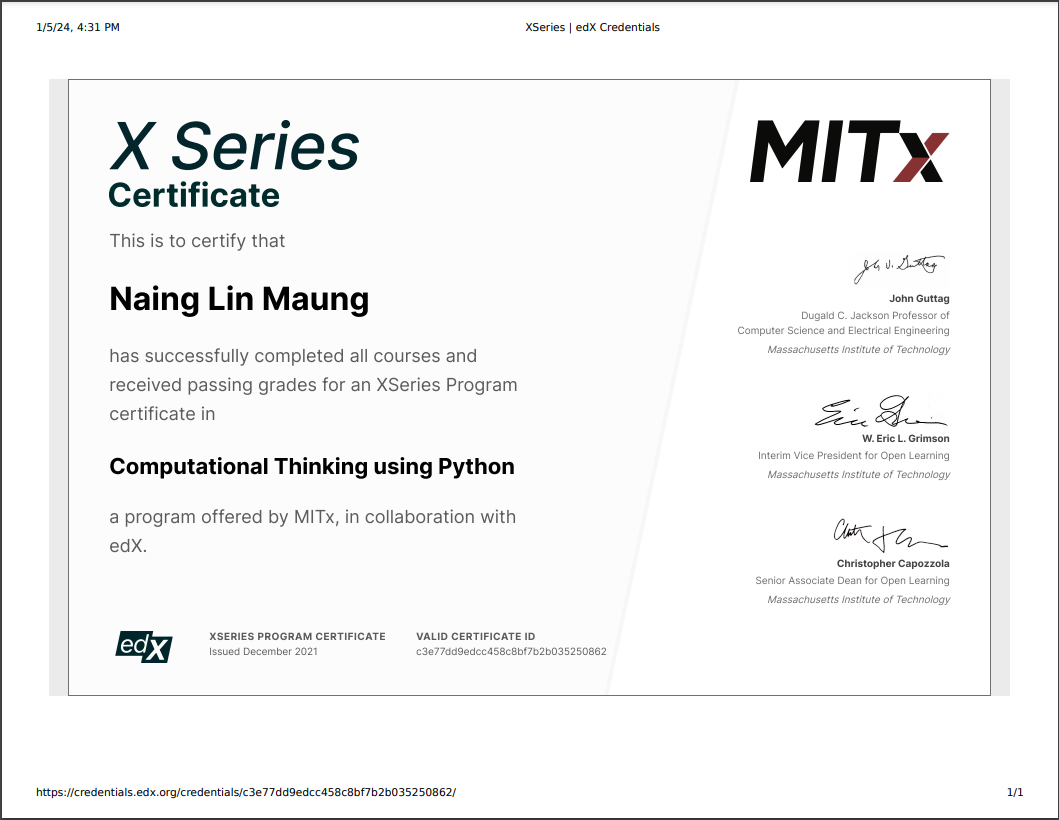 1/5/24, 4:31 PM
XSeries | edX Credentials
X Series
Certificate
This is to certify that
Naing Lin Maung
has successfully completed all courses and
received passing grades for an XSeries Program
certificate in
Computational Thinking using Python
a program offered by MITx, in collaboration with
edX.
edX
XSERIES PROGRAM CERTIFICATE
Issued December 2021
VALID CERTIFICATE ID
c3e77dd9edcc458c8bf7b2b035250862
MITx
John Guttag
Dugald C. Jackson Professor of
Computer Science and Electrical Engineering
Massachusetts Institute of Technology
W. Eric L. Grimson
Interim Vice President for Open Learning
Massachusetts Institute of Technology
Christopher Capozzola
Senior Associate Dean for Open Learning
Massachusetts Institute of Technology
https://credentials.edx.org/credentials/c3e77dd9edcc458c8bf7b2b035250862/
1/1